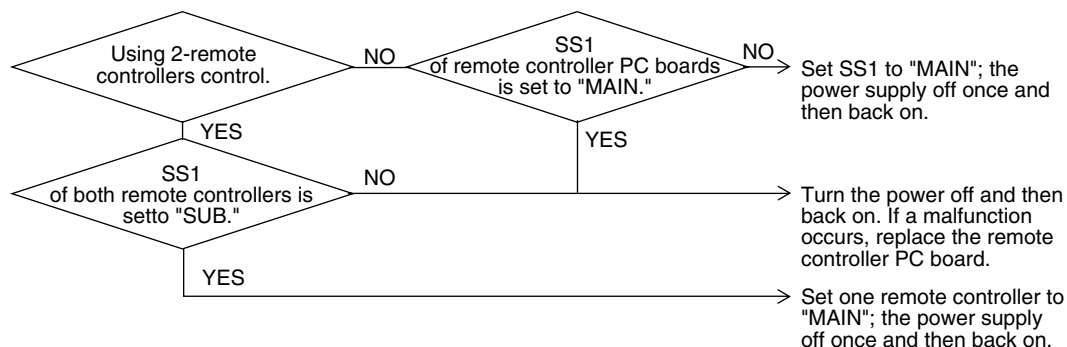 Using 2-remote
controllers control.
NO
SS1
of remote controller PC boards
is set to "MAIN."
NO
Set SS1 to "MAIN"; the
power supply off once and
then back on.
YES
YES
SS1
of both remote controllers is
setto "SUB."
NO
Turn the power off and then
back on. If a malfunction
occurs, replace the remote
controller PC board.
YES
Set one remote controller to
"MAIN"; the power supply
off once and then back on.